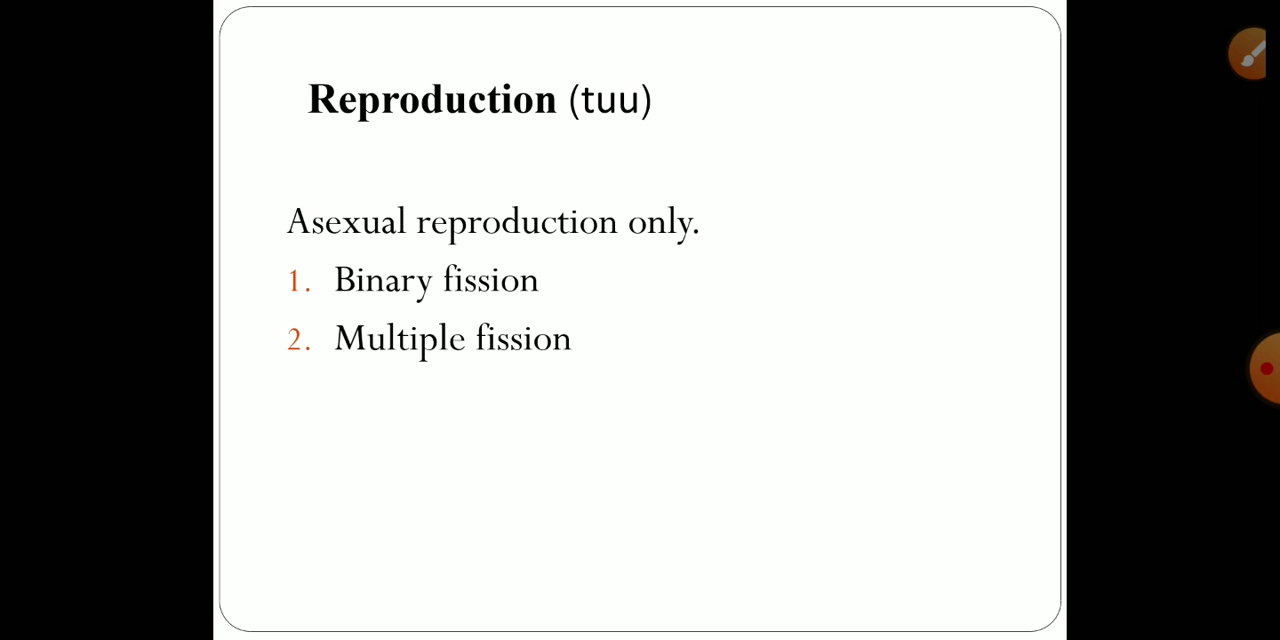 Reproduction (tuu)
Asexual reproduction only.
1. Binary fission
2. Multiple fission